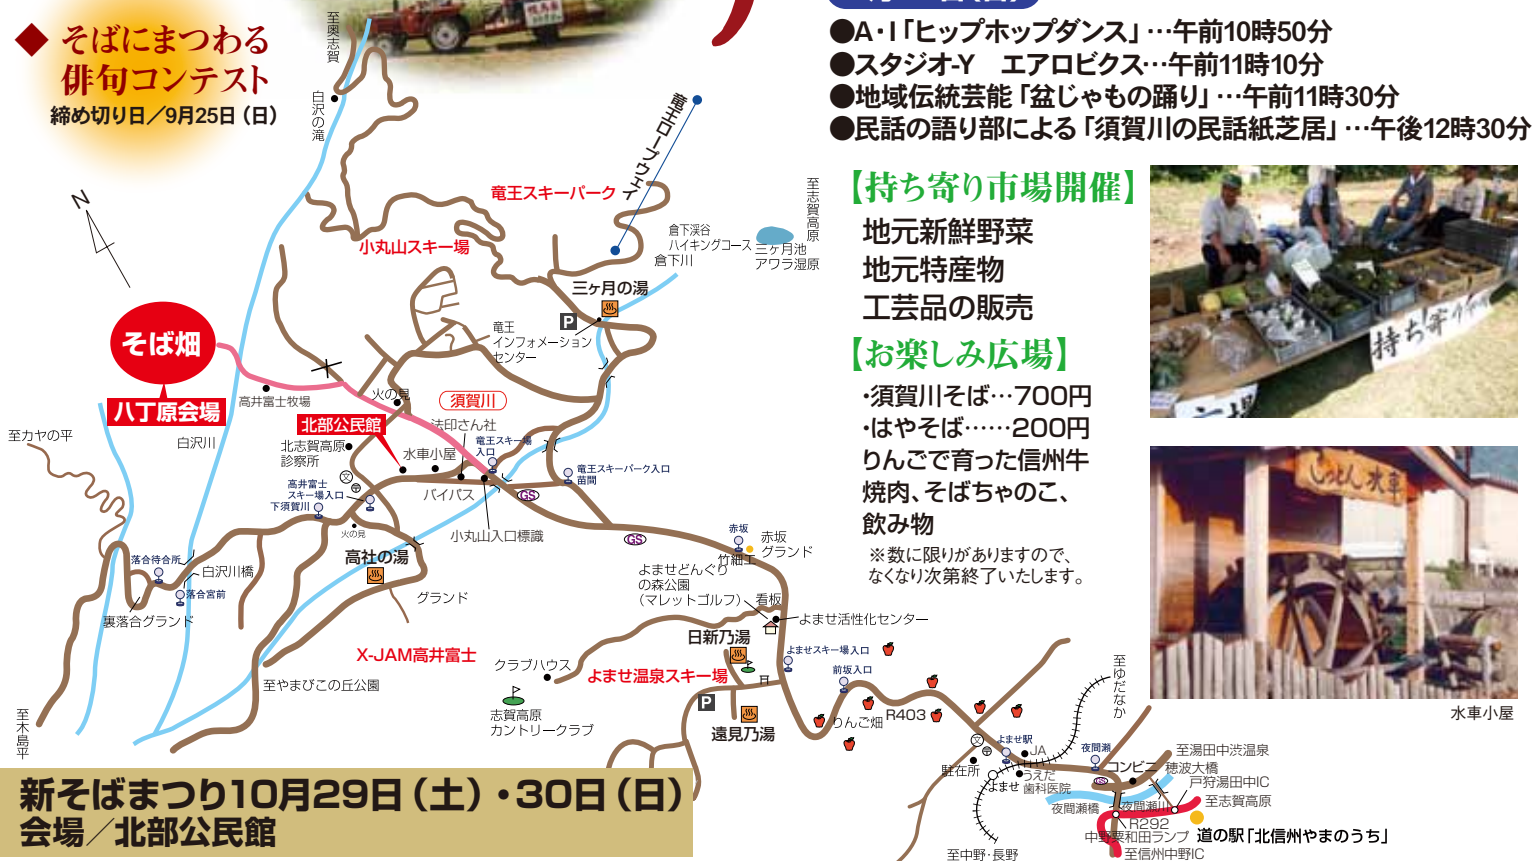 ◆ そばにまつわる
俳句コンテスト
締め切り日／9月25日（日）
●A・I「ヒップホップダンス」…午前10時50分
●スタジオ-Y　エアロビクス…午前11時10分
●地域伝統芸能「盆じゃもの踊り」…午前11時30分
●民話の語り部による「須賀川の民話紙芝居」…午後12時30分
【持ち寄り市場開催】
地元新鮮野菜
地元特産物
工芸品の販売
【お楽しみ広場】
・須賀川そば…700円
・はやそば……200円
りんごで育った信州牛
焼肉、そばちゃのこ、
飲み物
※数に限りがありますので、
なくなり次第終了いたします。
持ち寄り
水車
水車小屋
至奥志賀
白沢の滝
N
竜王ロープウェイ
竜王スキーパーク
小丸山スキー場
至志賀高原
倉下渓谷
ハイキングコース
倉下川
三ヶ月池
アワラ湿原
三ヶ月の湯
P
竜王
インフォメーション
センター
そば畑
八丁原会場
高井富士牧場
火の見
須賀川
北部公民館
法印さん社
至カヤの平
白沢川
北志賀高原
診察所
水車小屋
竜王スキー場
入口
竜王スキーパーク入口
苗間
高井富士
スキー場入口
下須賀川
文
〒
バイパス
GS
火の見
小丸山入口標識
GS
赤坂
赤坂
グランド
竹細工
高社の湯
落合待合所
白沢川橋
落合宮前
裏落合グランド
グランド
よませどんぐり
の森公園
（マレットゴルフ）
看板
よませ活性化センター
日新乃湯
X-JAM高井富士
クラブハウス
よませ温泉スキー場
よませスキー場入口
前坂入口
至やまびこの丘公園
P
志賀高原
カントリークラブ
遠見乃湯
りんご畑
R403
至木島平
至ゆだなか
文
〒
よませ駅
JA
駐在所
うえだ
歯科医院
よませ
夜間瀬
GS
コンビニ
至湯田中渋温泉
穂波大橋
戸狩湯田中IC
至志賀高原
夜間瀬橋
夜間瀬川
R292
中野粟和田ランプ
道の駅「北信州やまのうち」
至信州中野IC
至中野・長野
新そばまつり10月29日（土）・30日（日）
会場／北部公民館